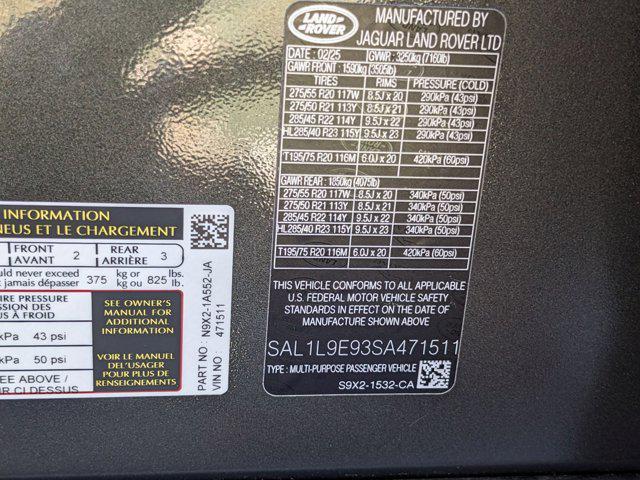 INFORMATION
NEUS ET LE CHARGEMENT
FRONT
AVANT
2
REAR
ARRIÈRE
3
uld never exceed
x jamais dépasser
375
kg or
kg ou
825
lbs.
lb.
IRE PRESSURE
SSION DES
S À FROID
kPa 43 psi
kPa 50 psi
EE ABOVE /
IR CI DESSUS
SEE OWNER'S
MANUAL FOR
ADDITIONAL
INFORMATION
VOIR LE MANUEL
DEL'USAGER
POUR PLUS DE
RENSEIGNEMENTS
PART NO: N9X2-1A552-JA
VIN NO: 471511
LAND
ROVER
MANUFACTURED BY
JAGUAR LAND ROVER LTD
DATE : 02/25 GVWR : 3250kg (7160lb)
GAWR FRONT : 1590kg (3505lb)
TIRES RIMS PRESSURE (COLD)
275/55 R20 117W 8.5J x 20 290kPa (43psi)
275/50 R21 113Y 8.5J x 21 290kPa (43psi)
285/45 R22 114Y 9.5J x 22 290kPa (43psi)
HL285/40 R23 115Y 9.5J x 23 290kPa (43psi)
T195/75 R20 116M 6.0J x 20 420kPa (60psi)
GAWR REAR : 1850kg (4075lb)
275/55 R20 117W 8.5J x 20 340kPa (50psi)
275/50 R21 113Y 8.5J x 21 340kPa (50psi)
285/45 R22 114Y 9.5J x 22 340kPa (50psi)
HL285/40 R23 115Y 9.5J x 23 340kPa (50psi)
T195/75 R20 116M 6.0J x 20 420kPa (60psi)
THIS VEHICLE CONFORMS TO ALL APPLICABLE
U.S. FEDERAL MOTOR VEHICLE SAFETY
STANDARDS IN EFFECT ON THE DATE OF
MANUFACTURE SHOWN ABOVE
SAL1L9E93SA471511
TYPE : MULTI-PURPOSE PASSENGER VEHICLE
S9X2-1532-CA